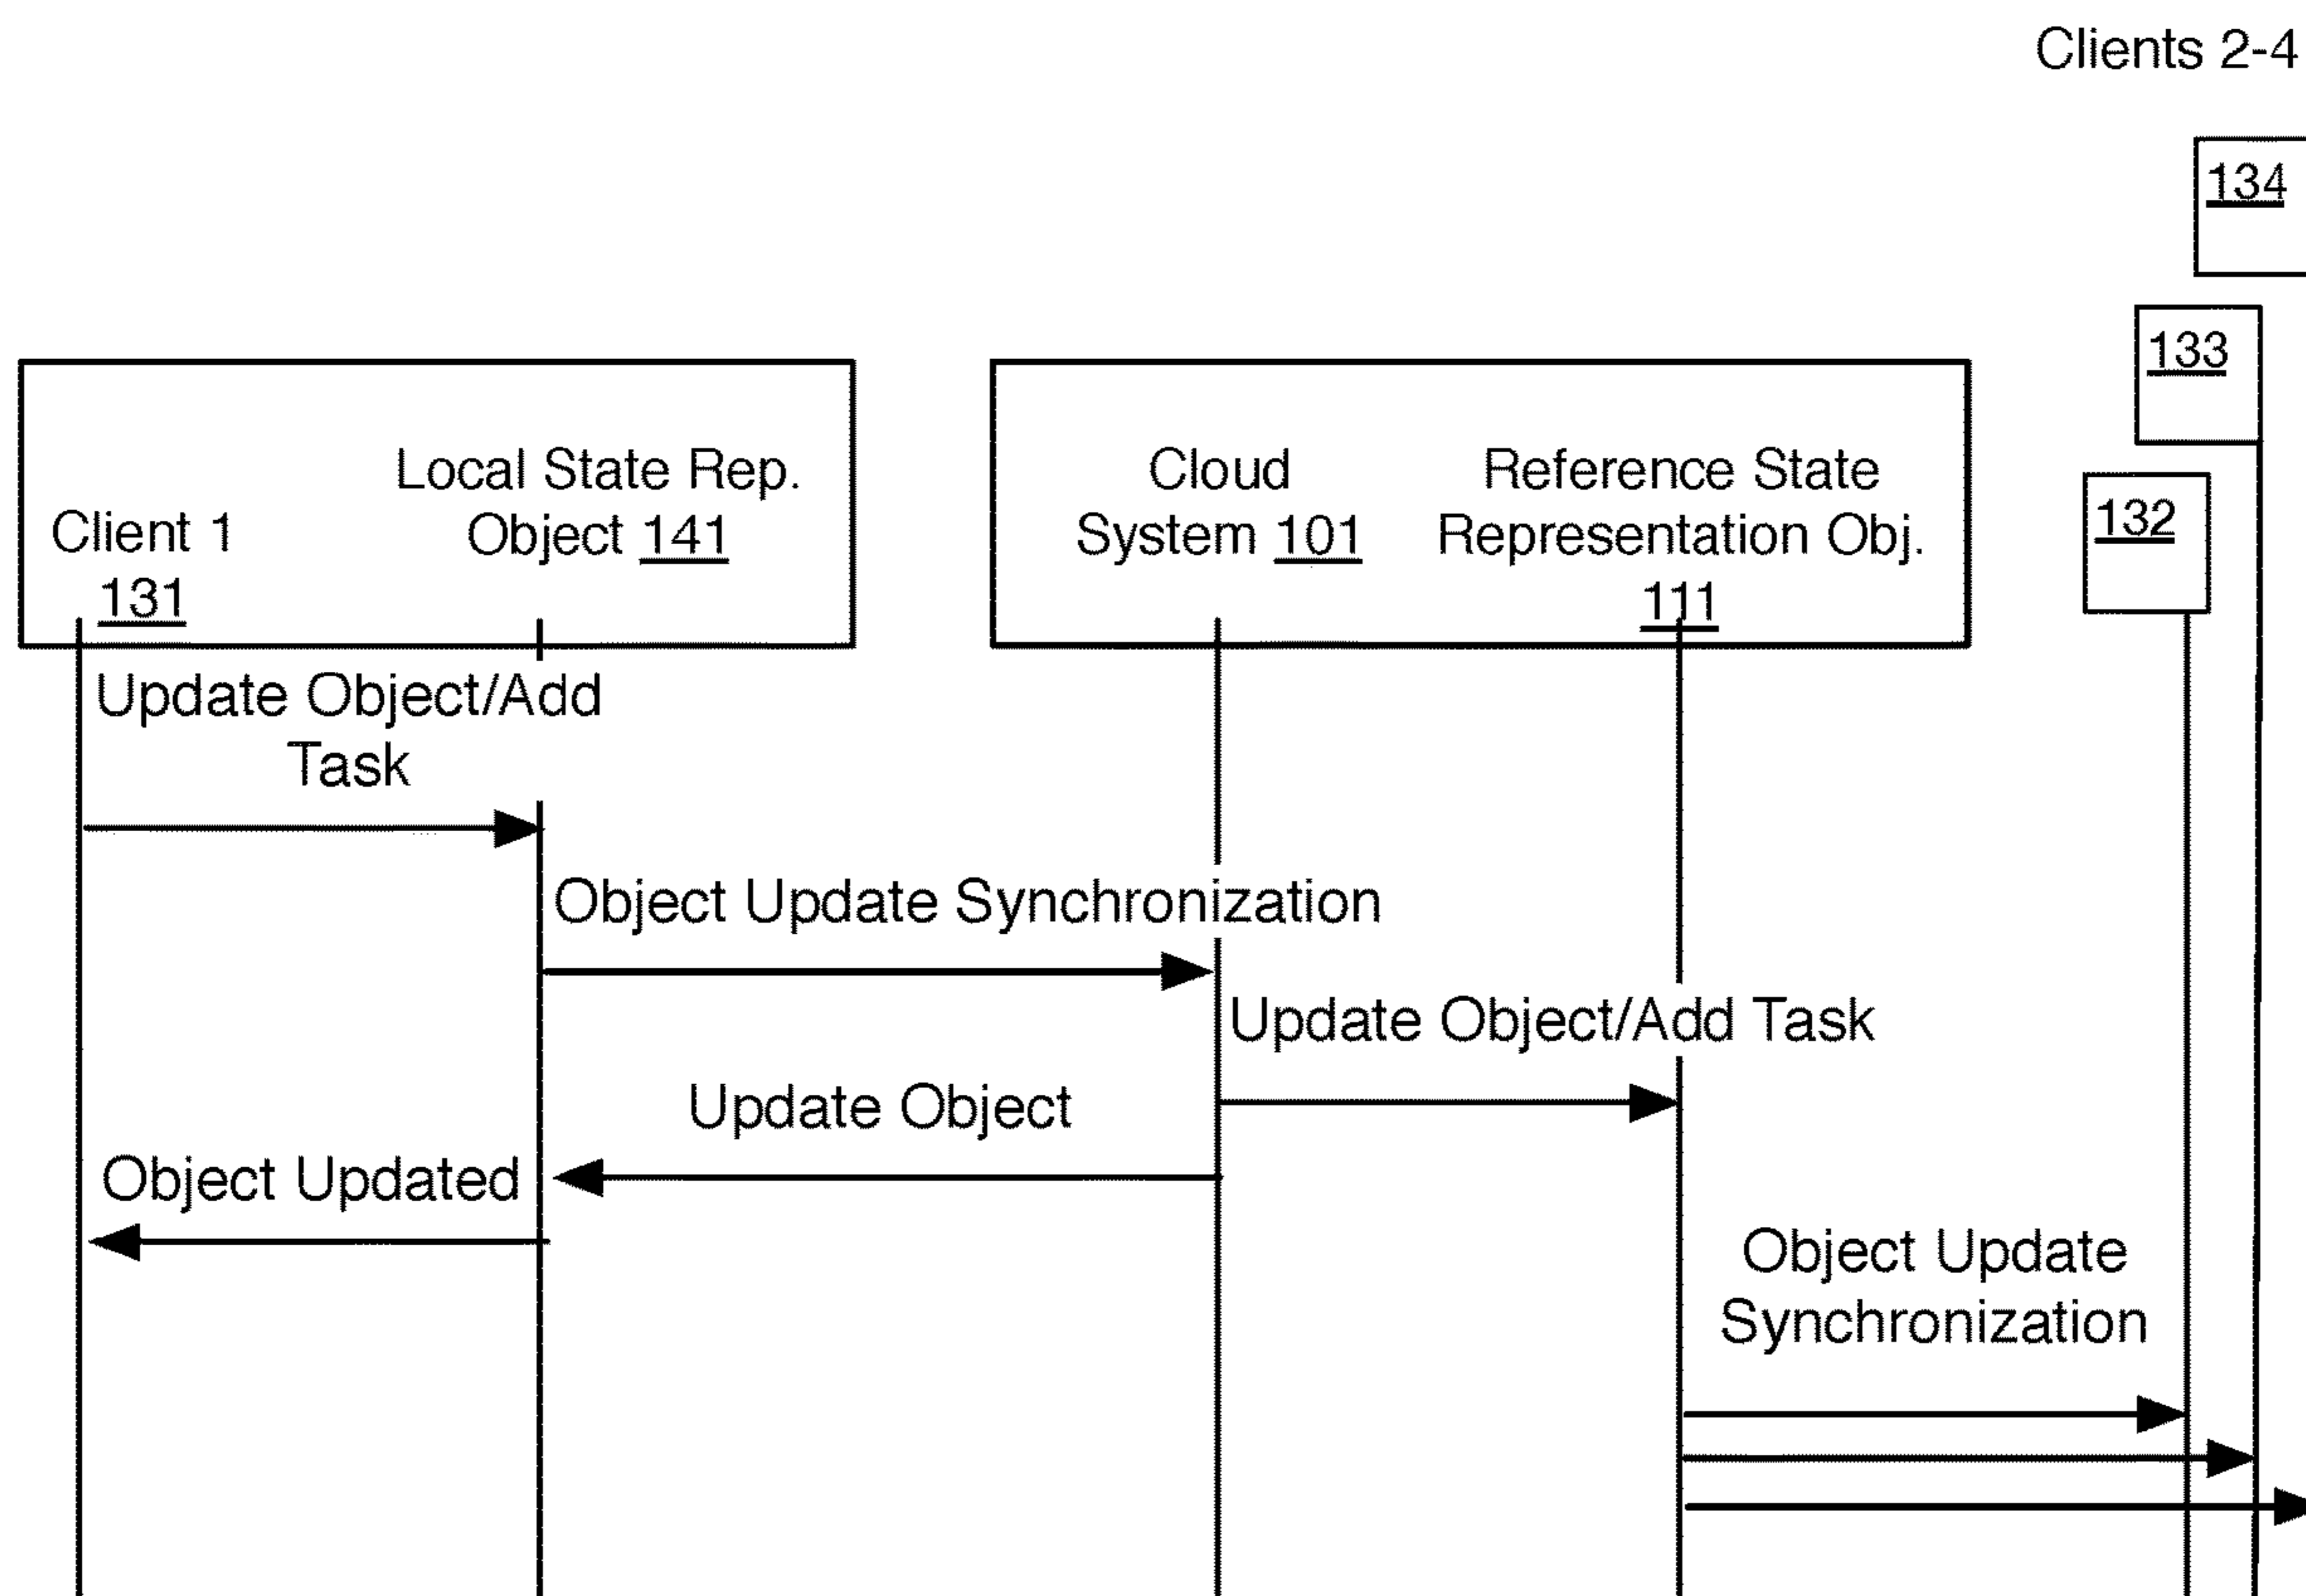 Clients 2-4
134
133
132
Client 1
131
Local State Rep.
Object 141
Cloud
System 101
Reference State
Representation Obj.
111
Update Object/Add
Task
Object Update Synchronization
Update Object/Add Task
Update Object
Object Updated
Object Update
Synchronization